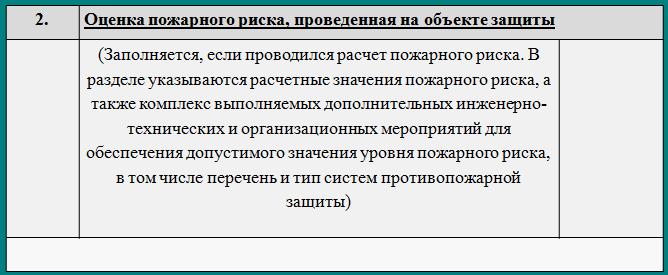 2. Оценка пожарного риска, проведенная на объекте защиты
(Заполняется, если проводился расчет пожарного риска. В
разделе указываются расчетные значения пожарного риска, а
также комплекс выполняемых дополнительных инженерно-
технических и организационных мероприятий для
обеспечения допустимого значения уровня пожарного риска,
в том числе перечень и тип систем противопожарной
защиты)